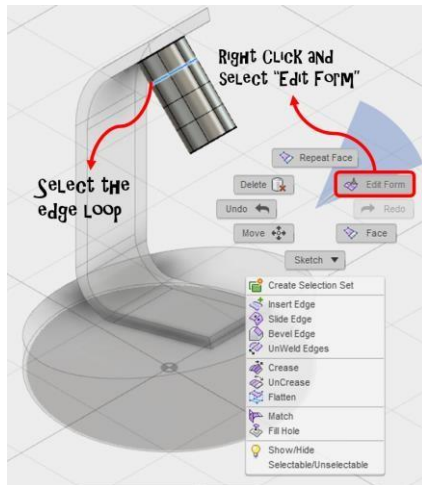 Right Click and
Select "Edit Form"
Repeat Face
Select the
edge loop
Delete
Edit Form
Undo
Redo
Move
Face
Sketch
Create Selection Set
Insert Edge
Slide Edge
Bevel Edge
UnWeld Edges
Crease
UnCrease
Flatten
Match
Fill Hole
Show/Hide
Selectable/Unselectable